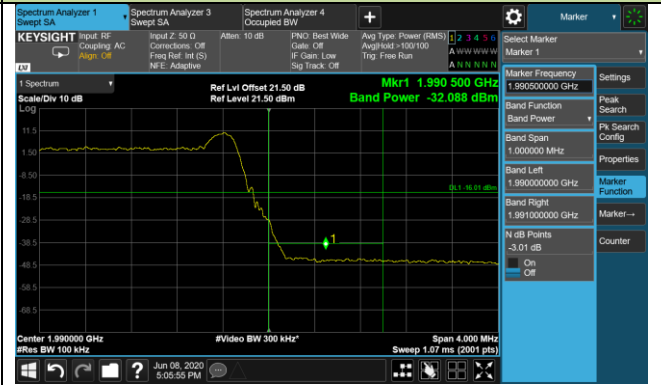 Spectrum Analyzer 1
Swept SA
Spectrum Analyzer 3
Swept SA
Spectrum Analyzer 4
Occupied BW
Marker
KEYSIGHT
Input: RF
Coupling: AC
Align: Off
Input Z: 50 Ω
Corrections: Off
Freq Ref: Int (S)
NFE: Adaptive
Atten: 10 dB
PNO: Best Wide
Gate: Off
IF Gain: Low
Sig Track: Off
Avg Type: Power (RMS)
Avg|Hold:>100/100
Trig: Free Run
1 2 3 4 5 6
A W W W W W
A N N N N N
LXI
1 Spectrum
Scale/Div 10 dB
Log
Ref Lvl Offset 21.50 dB
Ref Level 21.50 dBm
Mkr1 1.990 500 GHz
Band Power -32.088 dBm
11.5
1.50
-8.50
-18.5
-28.5
-38.5
-48.5
-58.5
-68.5
DL1 -16.01 dBm
1
Center 1.990000 GHz
#Res BW 100 kHz
#Video BW 300 kHz*
Span 4.000 MHz
Sweep 1.07 ms (2001 pts)
Jun 08, 2020
5:05:55 PM
Select Marker
Marker 1
Marker Frequency
1.990500000 GHz
Band Function
Band Power
Band Span
1.000000 MHz
Band Left
1.990000000 GHz
Band Right
1.991000000 GHz
N dB Points
-3.01 dB
On
Off
Settings
Peak
Search
Pk Search
Config
Properties
Marker
Function
Marker→
Counter